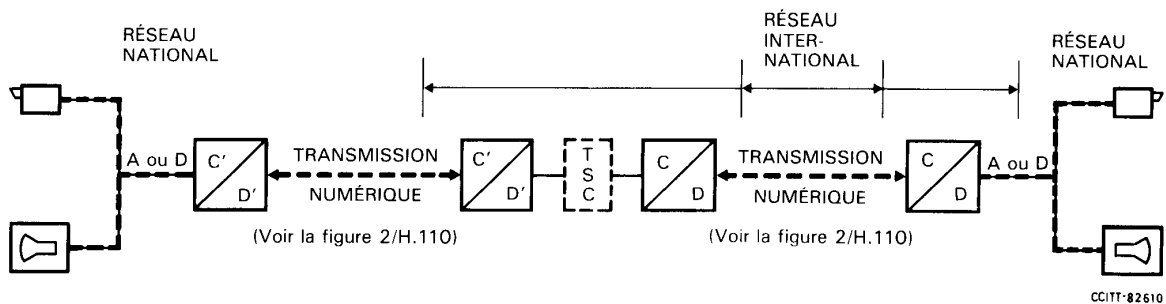 RÉSEAU
NATIONAL
RÉSEAU
INTER-
NATIONAL
RÉSEAU
NATIONAL
A ou D
C'
D'
TRANSMISSION
NUMÉRIQUE
(Voir la figure 2/H.110)
C'
D'
T
S
C
C
D
TRANSMISSION
NUMÉRIQUE
(Voir la figure 2/H.110)
C
D
A ou D
CCITT-82610